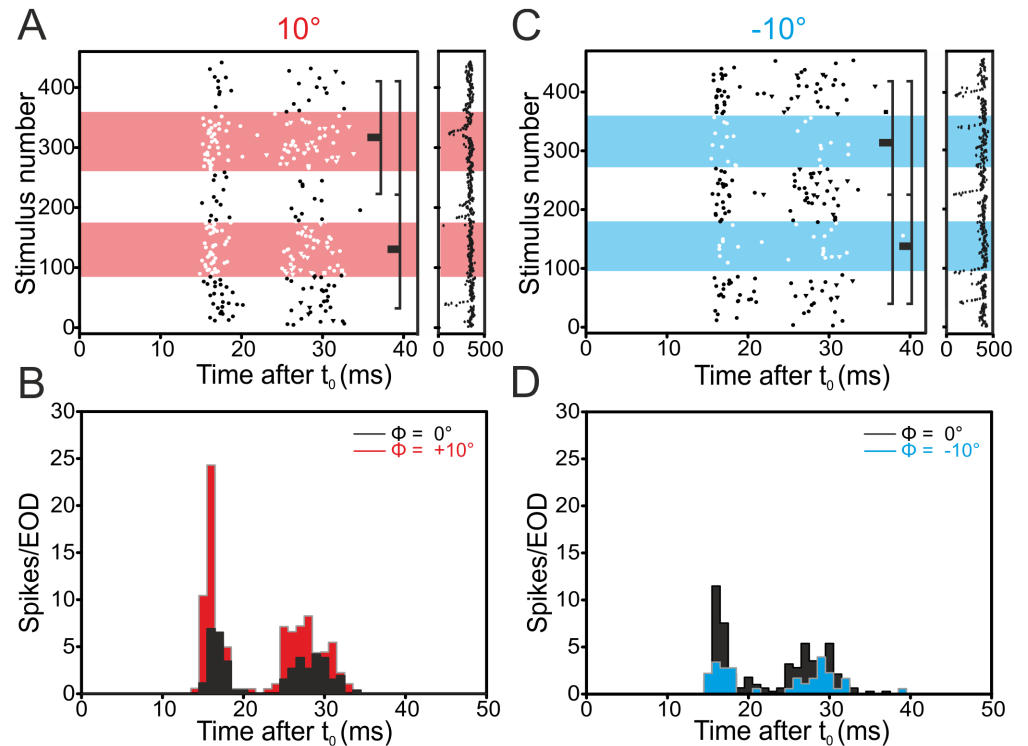 A
10°
C
-10°
Stimulus number
400
300
200
100
0
0 10 20 30 40
0 500
Time after t₀ (ms)
Stimulus number
400
300
200
100
0
0 10 20 30 40
0 500
Time after t₀ (ms)
B
Spikes/EOD
30
25
20
15
10
5
0
Φ = 0°
Φ = +10°
0 10 20 30 40 50
Time after t₀ (ms)
D
Spikes/EOD
30
25
20
15
10
5
0
Φ = 0°
Φ = -10°
0 10 20 30 40 50
Time after t₀ (ms)